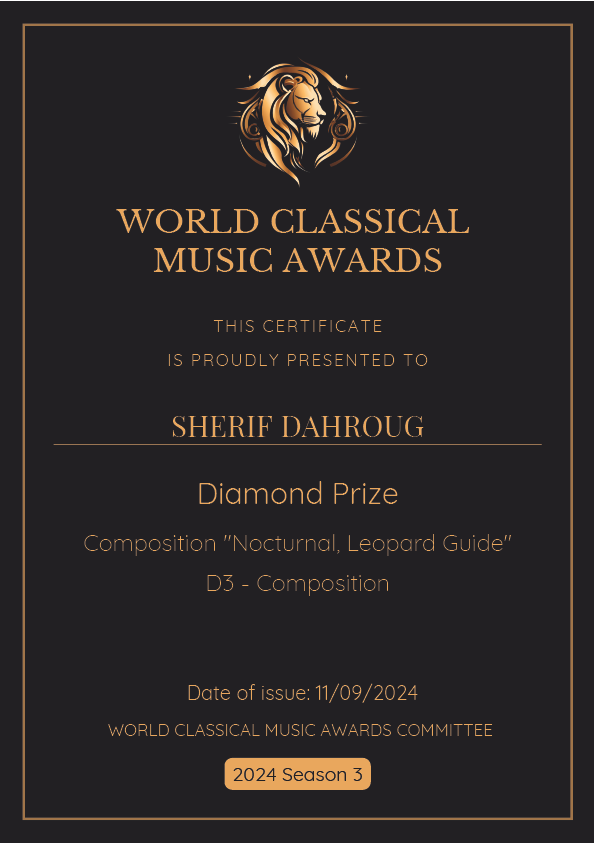 WORLD CLASSICAL
MUSIC AWARDS
THIS CERTIFICATE
IS PROUDLY PRESENTED TO
SHERIF DAHROUG
Diamond Prize
Composition "Nocturnal, Leopard Guide"
D3 - Composition
Date of issue: 11/09/2024
WORLD CLASSICAL MUSIC AWARDS COMMITTEE
2024 Season 3